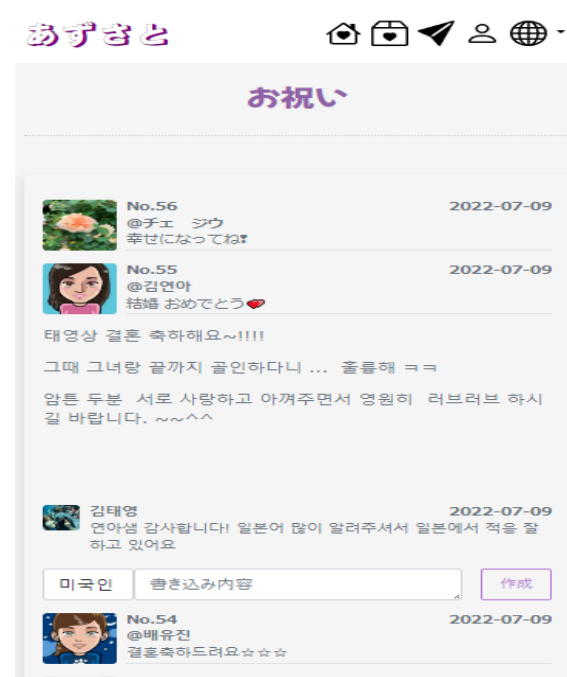 あずさと
お祝い
No.56 2022-07-09
@チェ　ジウ
幸せになってね❣
No.55 2022-07-09
@김연아
結婚 おめでとう💝
태영상 결혼 축하해요~!!!!
그때 그녀랑 끝까지 골인하다니 ... 훌륭해 ㅋㅋ
암튼 두분 서로 사랑하고 아껴주면서 영원히 러브러브 하시
길 바랍니다. ~~^^
김태영 2022-07-09
연아샘 감사합니다! 일본어 많이 알려주셔서 일본에서 적응 잘
하고 있어요
미국인 書き込み内容 作成
No.54 2022-07-09
@배유진
결혼축하드려요☆☆☆